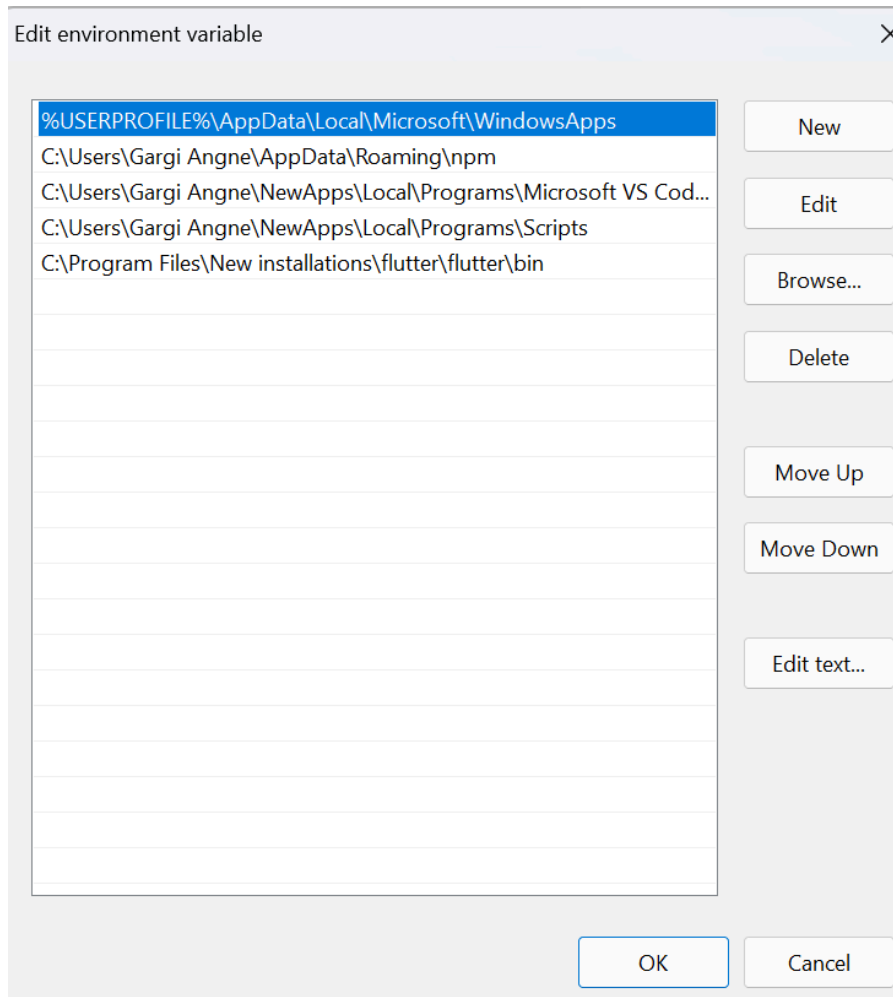 Edit environment variable
%USERPROFILE%\AppData\Local\Microsoft\WindowsApps
C:\Users\Gargi Angne\AppData\Roaming\npm
C:\Users\Gargi Angne\NewApps\Local\Programs\Microsoft VS Cod...
C:\Users\Gargi Angne\NewApps\Local\Programs\Scripts
C:\Program Files\New installations\flutter\flutter\bin
New
Edit
Browse...
Delete
Move Up
Move Down
Edit text...
OK
Cancel